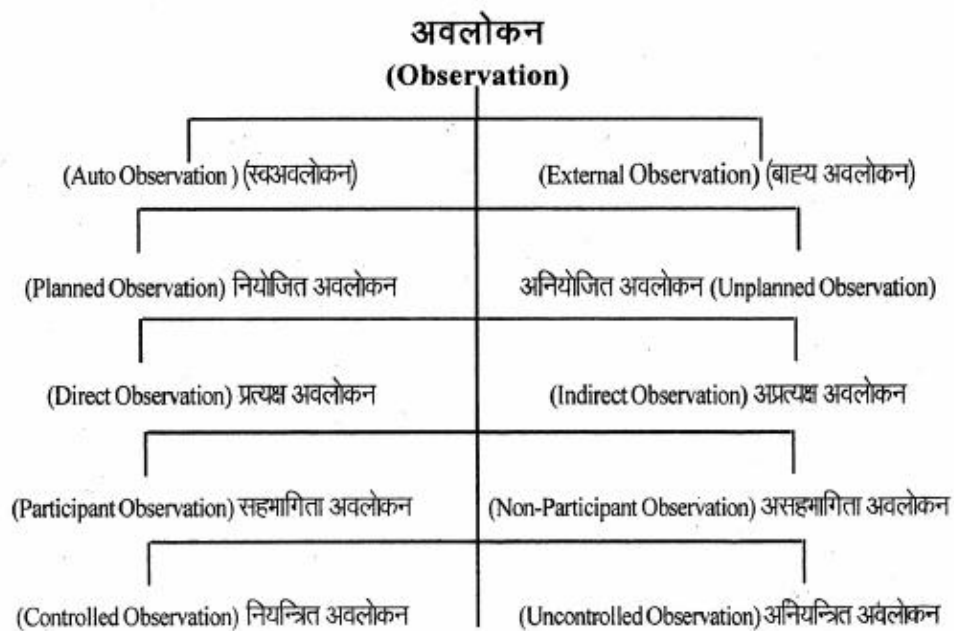 अवलोकन
(Observation)
(Auto Observation) (स्वअवलोकन) (External Observation) (बाह्य अवलोकन)
(Planned Observation) नियोजित अवलोकन अनियोजित अवलोकन (Unplanned Observation)
(Direct Observation) प्रत्यक्ष अवलोकन (Indirect Observation) अप्रत्यक्ष अवलोकन
(Participant Observation) सहभागिता अवलोकन (Non-Participant Observation) असहभागिता अवलोकन
(Controlled Observation) नियन्त्रित अवलोकन (Uncontrolled Observation) अनियन्त्रित अवलोकन